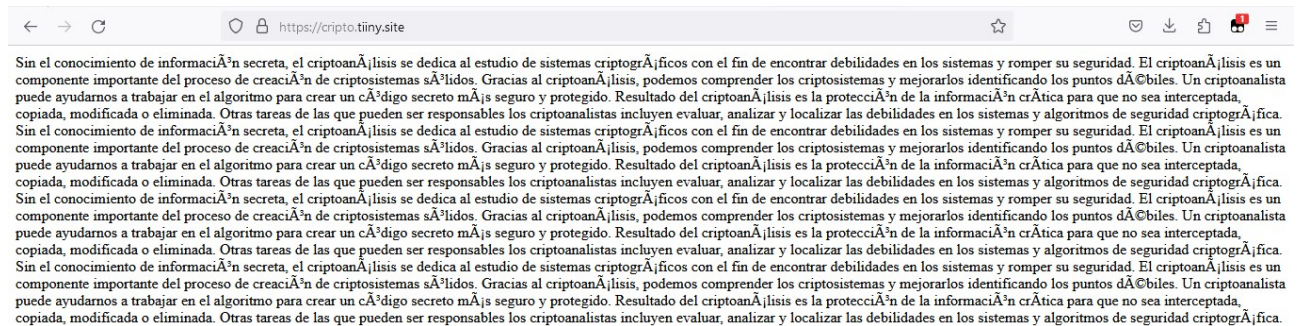 https://cripto.tiiny.site
1
Sin el conocimiento de informaciÃ³n secreta, el criptoanÃ¡lisis se dedica al estudio de sistemas criptogrÃ¡ficos con el fin de encontrar debilidades en los sistemas y romper su seguridad. El criptoanÃ¡lisis es un
componente importante del proceso de creaciÃ³n de criptosistemas sÃ³lidos. Gracias al criptoanÃ¡lisis, podemos comprender los criptosistemas y mejorarlos identificando los puntos dÃ©biles. Un criptoanalista
puede ayudarnos a trabajar en el algoritmo para crear un cÃ³digo secreto mÃ¡s seguro y protegido. Resultado del criptoanÃ¡lisis es la protecciÃ³n de la informaciÃ³n crÃtica para que no sea interceptada,
copiada, modificada o eliminada. Otras tareas de las que pueden ser responsables los criptoanalistas incluyen evaluar, analizar y localizar las debilidades en los sistemas y algoritmos de seguridad criptogrÃ¡fica.
Sin el conocimiento de informaciÃ³n secreta, el criptoanÃ¡lisis se dedica al estudio de sistemas criptogrÃ¡ficos con el fin de encontrar debilidades en los sistemas y romper su seguridad. El criptoanÃ¡lisis es un
componente importante del proceso de creaciÃ³n de criptosistemas sÃ³lidos. Gracias al criptoanÃ¡lisis, podemos comprender los criptosistemas y mejorarlos identificando los puntos dÃ©biles. Un criptoanalista
puede ayudarnos a trabajar en el algoritmo para crear un cÃ³digo secreto mÃ¡s seguro y protegido. Resultado del criptoanÃ¡lisis es la protecciÃ³n de la informaciÃ³n crÃtica para que no sea interceptada,
copiada, modificada o eliminada. Otras tareas de las que pueden ser responsables los criptoanalistas incluyen evaluar, analizar y localizar las debilidades en los sistemas y algoritmos de seguridad criptogrÃ¡fica.
Sin el conocimiento de informaciÃ³n secreta, el criptoanÃ¡lisis se dedica al estudio de sistemas criptogrÃ¡ficos con el fin de encontrar debilidades en los sistemas y romper su seguridad. El criptoanÃ¡lisis es un
componente importante del proceso de creaciÃ³n de criptosistemas sÃ³lidos. Gracias al criptoanÃ¡lisis, podemos comprender los criptosistemas y mejorarlos identificando los puntos dÃ©biles. Un criptoanalista
puede ayudarnos a trabajar en el algoritmo para crear un cÃ³digo secreto mÃ¡s seguro y protegido. Resultado del criptoanÃ¡lisis es la protecciÃ³n de la informaciÃ³n crÃtica para que no sea interceptada,
copiada, modificada o eliminada. Otras tareas de las que pueden ser responsables los criptoanalistas incluyen evaluar, analizar y localizar las debilidades en los sistemas y algoritmos de seguridad criptogrÃ¡fica.
Sin el conocimiento de informaciÃ³n secreta, el criptoanÃ¡lisis se dedica al estudio de sistemas criptogrÃ¡ficos con el fin de encontrar debilidades en los sistemas y romper su seguridad. El criptoanÃ¡lisis es un
componente importante del proceso de creaciÃ³n de criptosistemas sÃ³lidos. Gracias al criptoanÃ¡lisis, podemos comprender los criptosistemas y mejorarlos identificando los puntos dÃ©biles. Un criptoanalista
puede ayudarnos a trabajar en el algoritmo para crear un cÃ³digo secreto mÃ¡s seguro y protegido. Resultado del criptoanÃ¡lisis es la protecciÃ³n de la informaciÃ³n crÃtica para que no sea interceptada,
copiada, modificada o eliminada. Otras tareas de las que pueden ser responsables los criptoanalistas incluyen evaluar, analizar y localizar las debilidades en los sistemas y algoritmos de seguridad criptogrÃ¡fica.